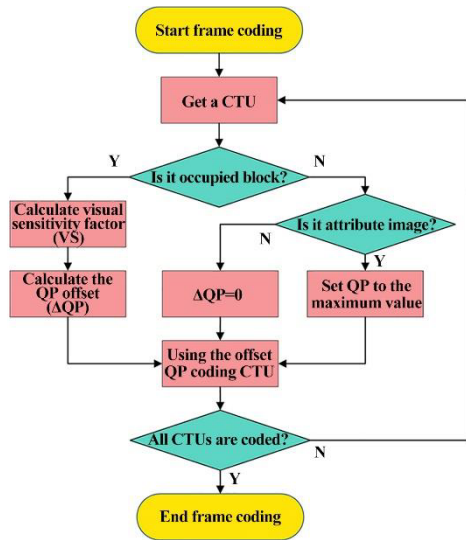 Start frame coding
Get a CTU
Y
N
Is it occupied block?
Calculate visual
sensitivity factor
(VS)
Is it attribute image?
N
Y
Calculate the
QP offset
(ΔQP)
ΔQP=0
Set QP to the
maximum value
Using the offset
QP coding CTU
All CTUs are coded?
N
Y
End frame coding